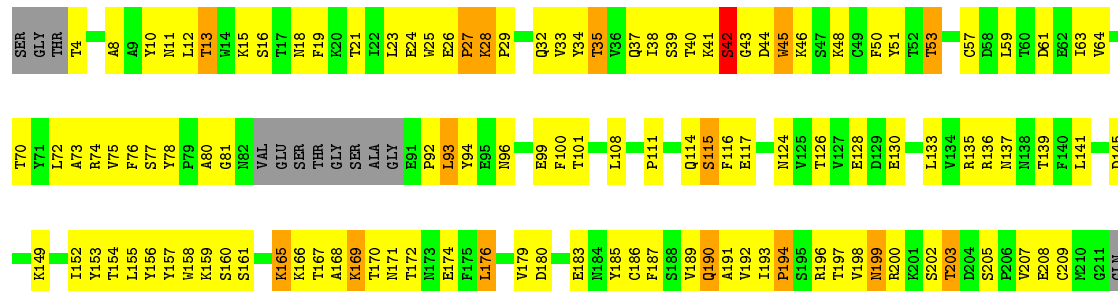 SER GLY THR T4 A8 A9 Y10 N11 L12 T13 W14 K15 S16 T17 N18 F19 K20 T21 I22 L23 E24 W25 E26 P27 K28 P29 Q32 V33 Y34 T35 V36 Q37 I38 S39 T40 K41 S42 G43 D44 W45 K46 S47 K48 C49 F50 Y51 T52 T53 C57 D58 L59 T60 D61 E62 I63 V64
T70 Y71 L72 A73 R74 V75 F76 S77 Y78 P79 A80 G81 N82 VAL GLU SER THR GLY SER ALA GLY E91 P92 L93 Y94 E95 N96 E99 F100 T101 L108 P111 Q114 S115 F116 E117 N124 V125 T126 V127 E128 D129 E130 L133 V134 R135 R136 N137 N138 T139 F140 L141 D145
K149 I152 Y153 T154 L155 Y156 Y157 W158 K159 S160 S161 K165 K166 T167 A168 K169 T170 N171 T172 N173 E174 F175 L176 V179 D180 E183 N184 Y185 C186 F187 S188 V189 Q190 A191 V192 I193 P194 S195 R196 T197 V198 N199 R200 K201 S202 T203 D204 S205 P206 V207 E208 C209 M210 G211 GLN